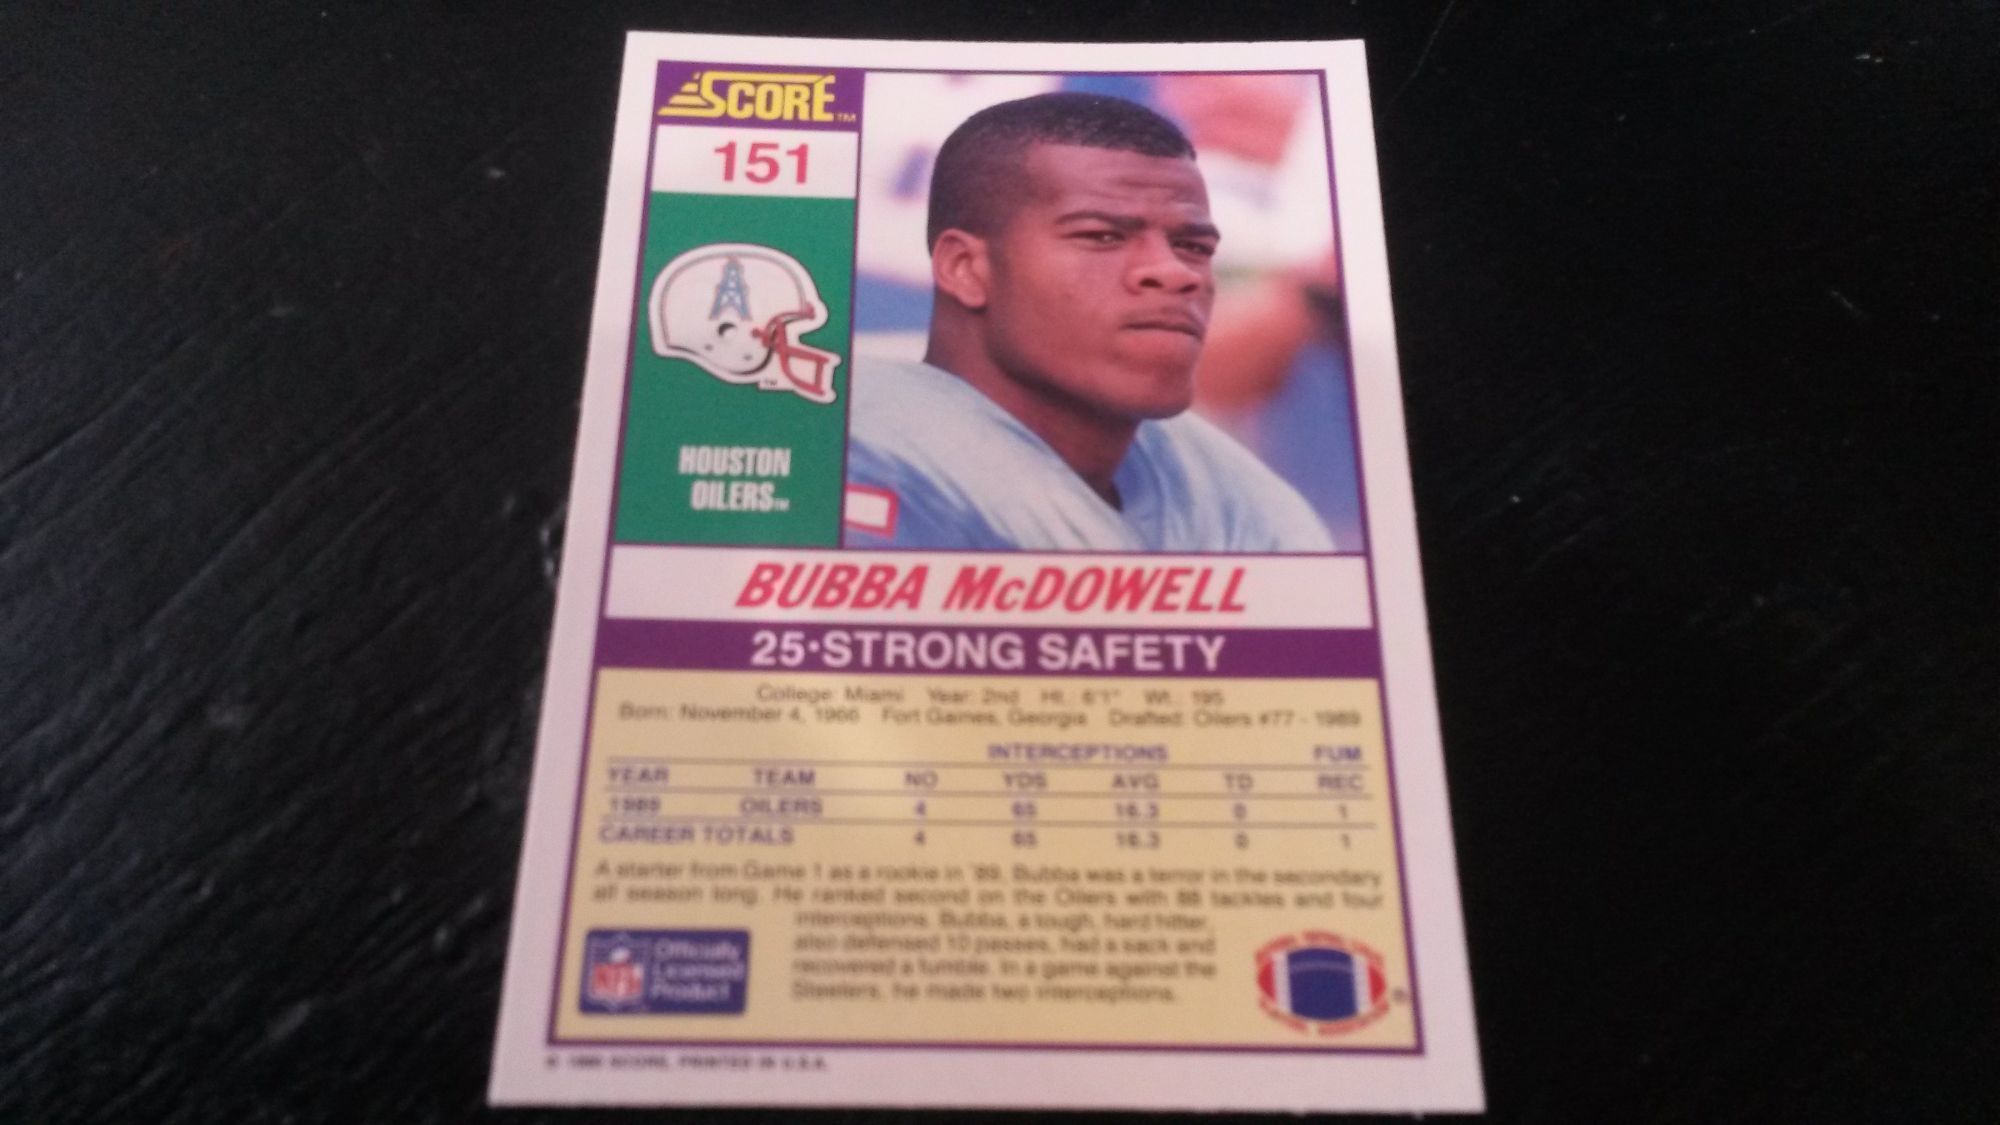 SCORE™
151
HOUSTON
OILERS™
BUBBA McDOWELL
25·STRONG SAFETY
College: Miami Year: 2nd Ht.: 6'1" Wt.: 195
Born: November 4, 1966 Fort Gaines, Georgia Drafted: Oilers #77 - 1989
INTERCEPTIONS FUM
YEAR TEAM NO YDS AVG TD REC
1989 OILERS 4 65 16.3 0 1
CAREER TOTALS 4 65 16.3 0 1
A starter from Game 1 as a rookie in '89, Bubba was a terror in the secondary
all season long. He ranked second on the Oilers with 88 tackles and four
interceptions. Bubba, a tough, hard hitter,
also defensed 10 passes, had a sack and
recovered a fumble. In a game against the
Steelers, he made two interceptions.
NFL
Officially
Licensed
Product
© SCORE, PRINTED IN U.S.A.